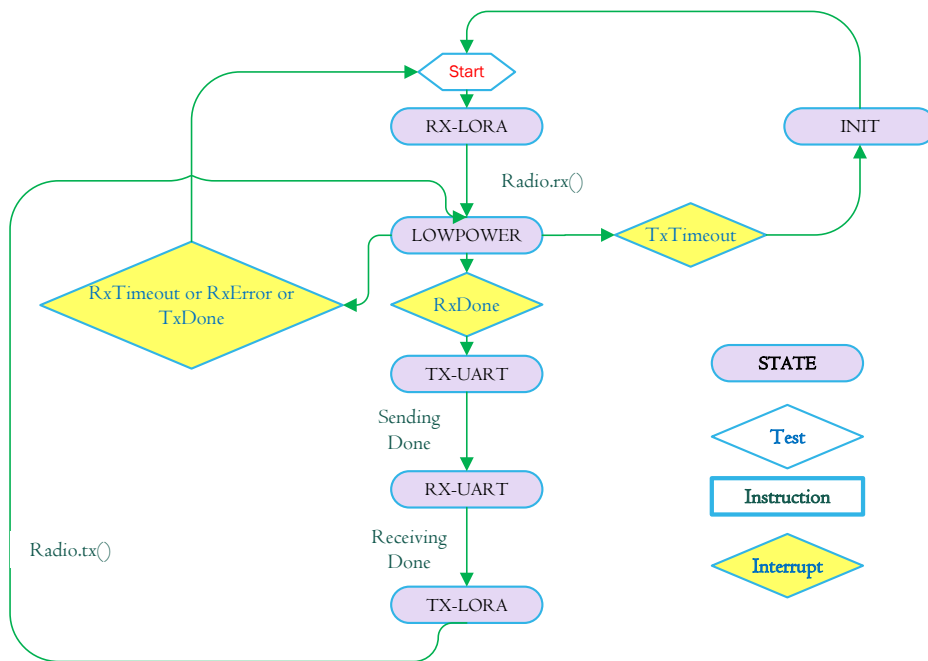 Start
RX-LORA
INIT
Radio.rx()
LOWPOWER
TxTimeout
RxTimeout or RxError or
TxDone
RxDone
TX-UART
STATE
Sending
Done
Test
RX-UART
Instruction
Receiving
Done
Radio.tx()
Interrupt
TX-LORA